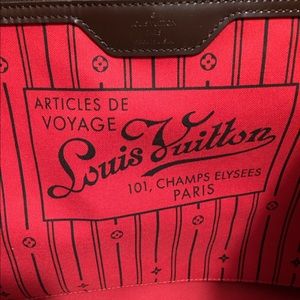 ARTICLES DE
VOYAGE
Louis Vuitton
101, CHAMPS ELYSEES
PARIS